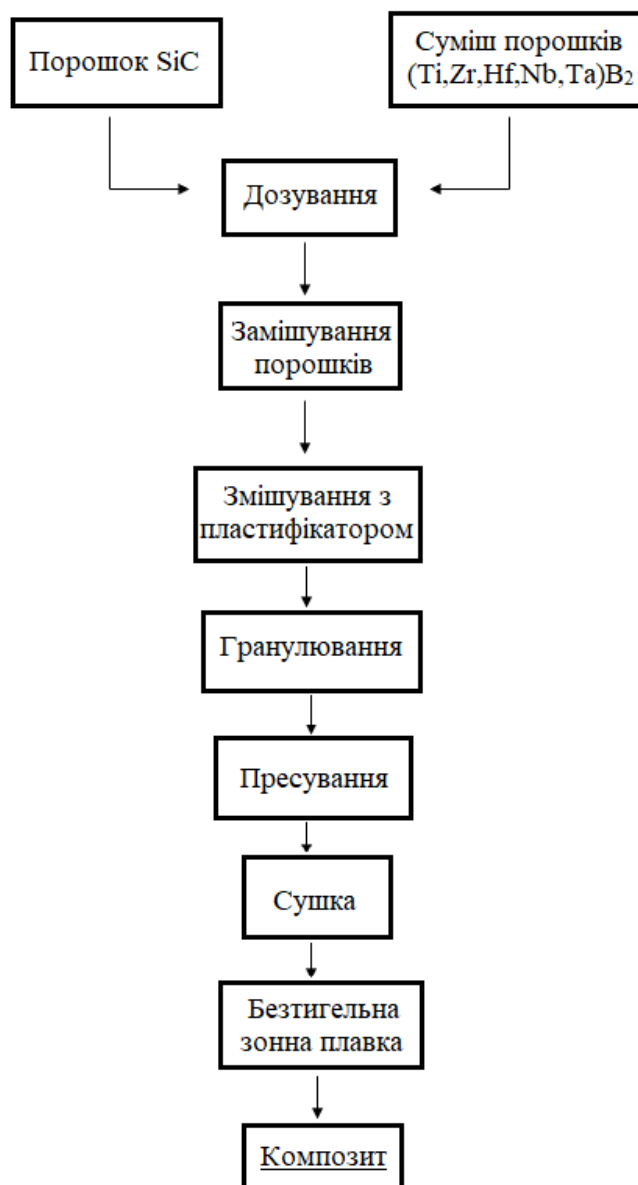 Порошок SiC
Суміш порошків
(Ti,Zr,Hf,Nb,Ta)B₂
Дозування
Замішування
порошків
Змішування з
пластифікатором
Гранулювання
Пресування
Сушка
Безтигельна
зонна плавка
Композит